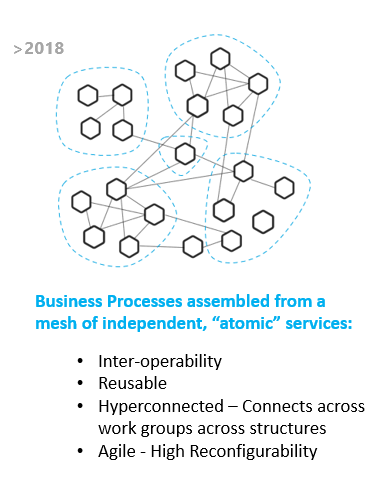 >2018
Business Processes assembled from a
mesh of independent, “atomic” services:
• Inter-operability
• Reusable
• Hyperconnected – Connects across
work groups across structures
• Agile - High Reconfigurability